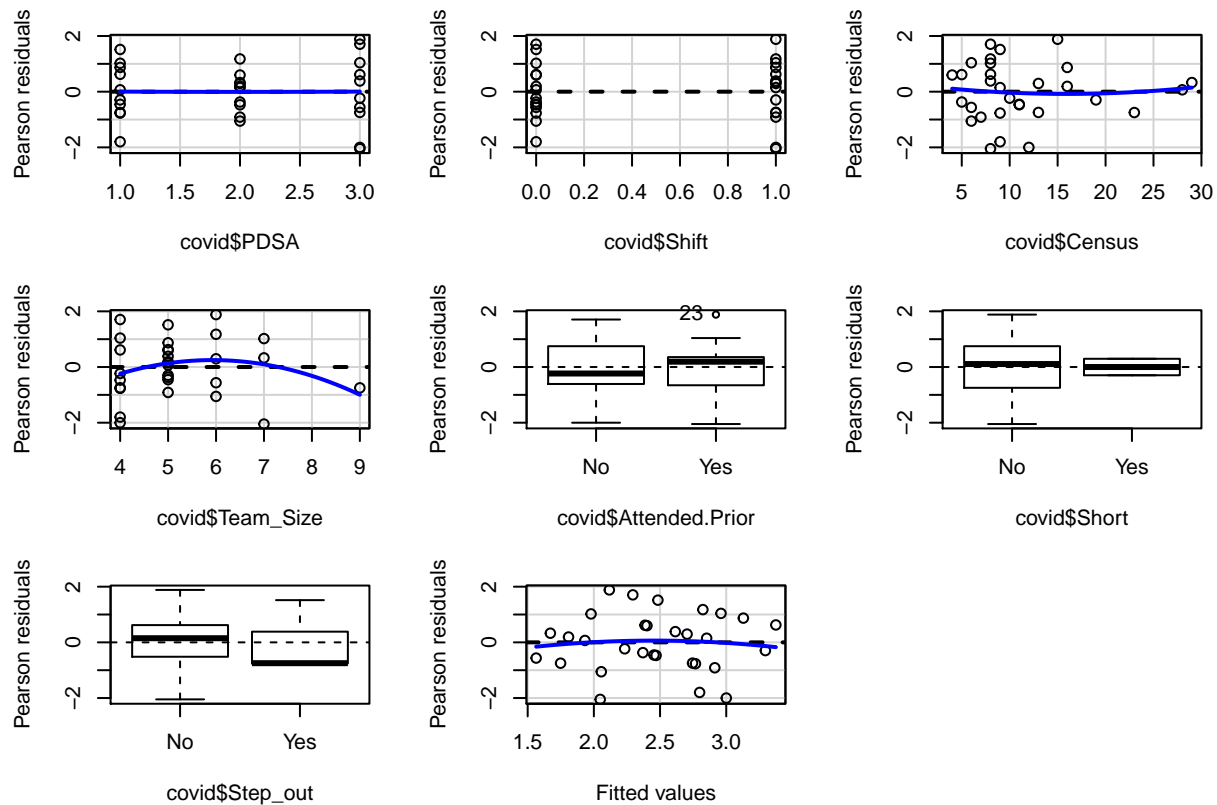 Pearson residuals
2
0
−2
1.0 1.5 2.0 2.5 3.0
covid$PDSA
Pearson residuals
2
0
−2
0.0 0.2 0.4 0.6 0.8 1.0
covid$Shift
Pearson residuals
2
0
−2
5 10 15 20 25 30
covid$Census
Pearson residuals
2
0
−2
4 5 6 7 8 9
covid$Team_Size
Pearson residuals
2
0
−2
23
No Yes
covid$Attended.Prior
Pearson residuals
2
0
−2
No Yes
covid$Short
Pearson residuals
2
0
−2
No Yes
covid$Step_out
Pearson residuals
2
0
−2
1.5 2.0 2.5 3.0
Fitted values